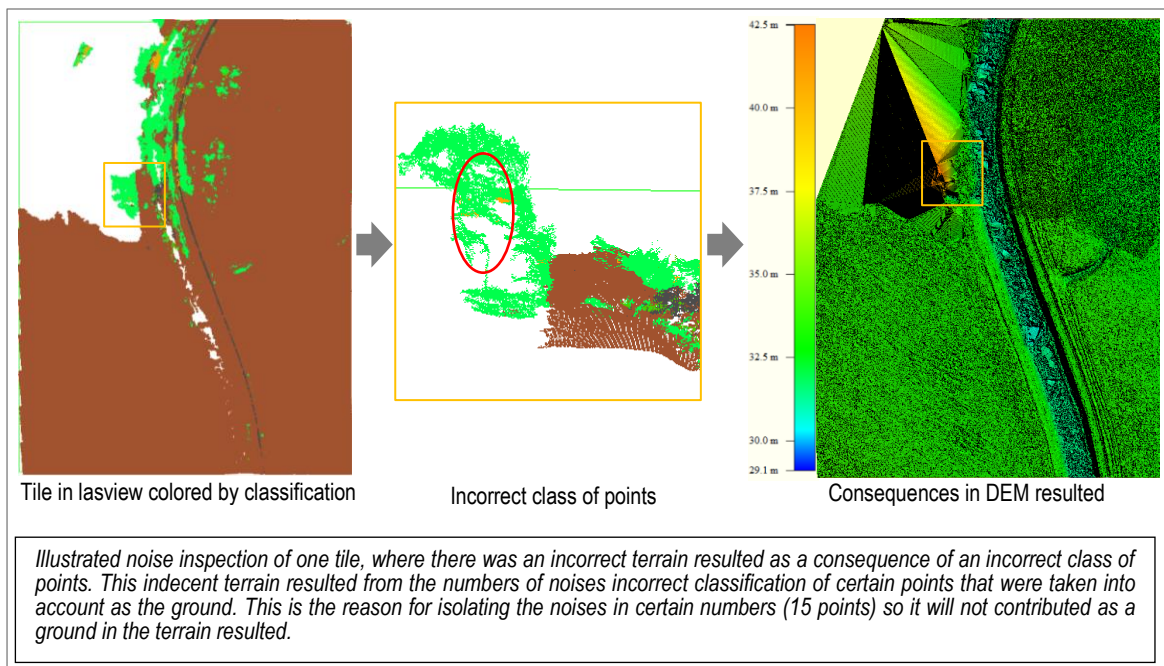 42.5 m
40.0 m
37.5 m
35.0 m
32.5 m
30.0 m
29.1 m
Tile in lasview colored by classification
Incorrect class of points
Consequences in DEM resulted
Illustrated noise inspection of one tile, where there was an incorrect terrain resulted as a consequence of an incorrect class of
points. This indecent terrain resulted from the numbers of noises incorrect classification of certain points that were taken into
account as the ground. This is the reason for isolating the noises in certain numbers (15 points) so it will not contributed as a
ground in the terrain resulted.